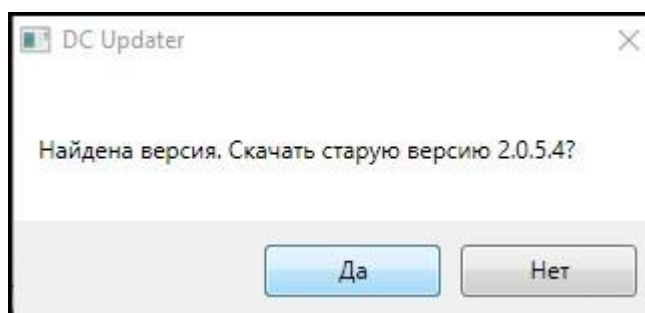 DC Updater
Найдена версия. Скачать старую версию 2.0.5.4?
Да
Нет